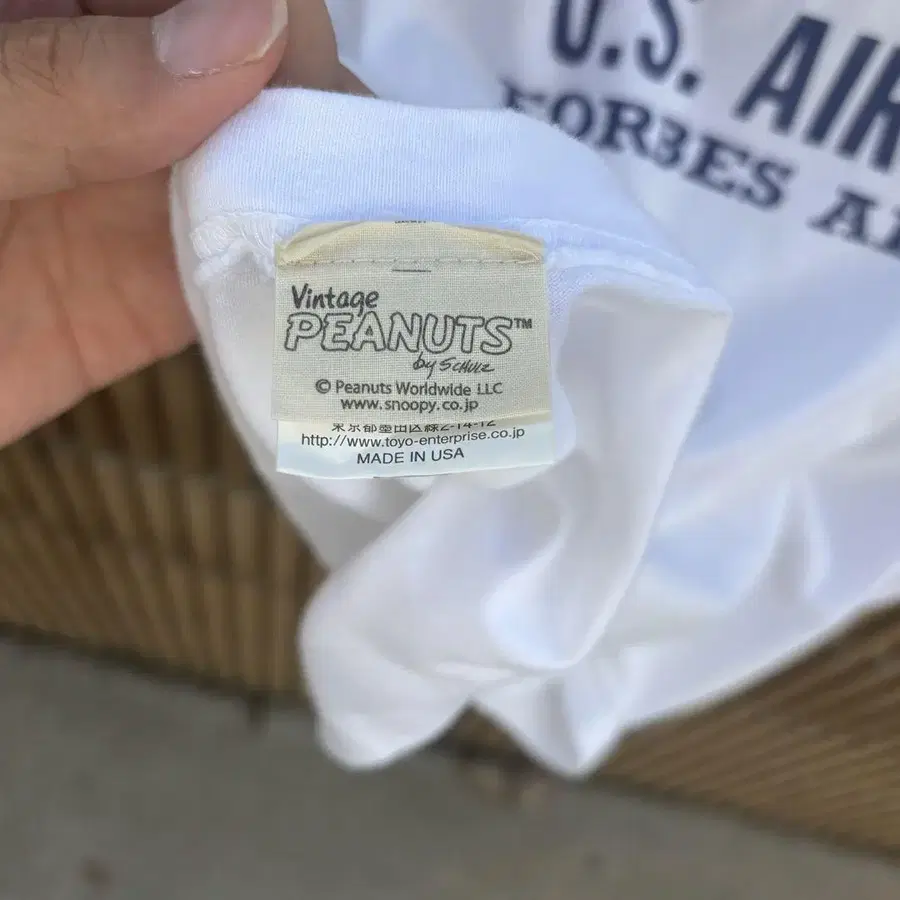 U.S. AIR
FORBES A
Vintage
PEANUTS™
by SCHULZ
© Peanuts Worldwide LLC
www.snoopy.co.jp
東京都墨田区緑2-14-12
http://www.toyo-enterprise.co.jp
MADE IN USA